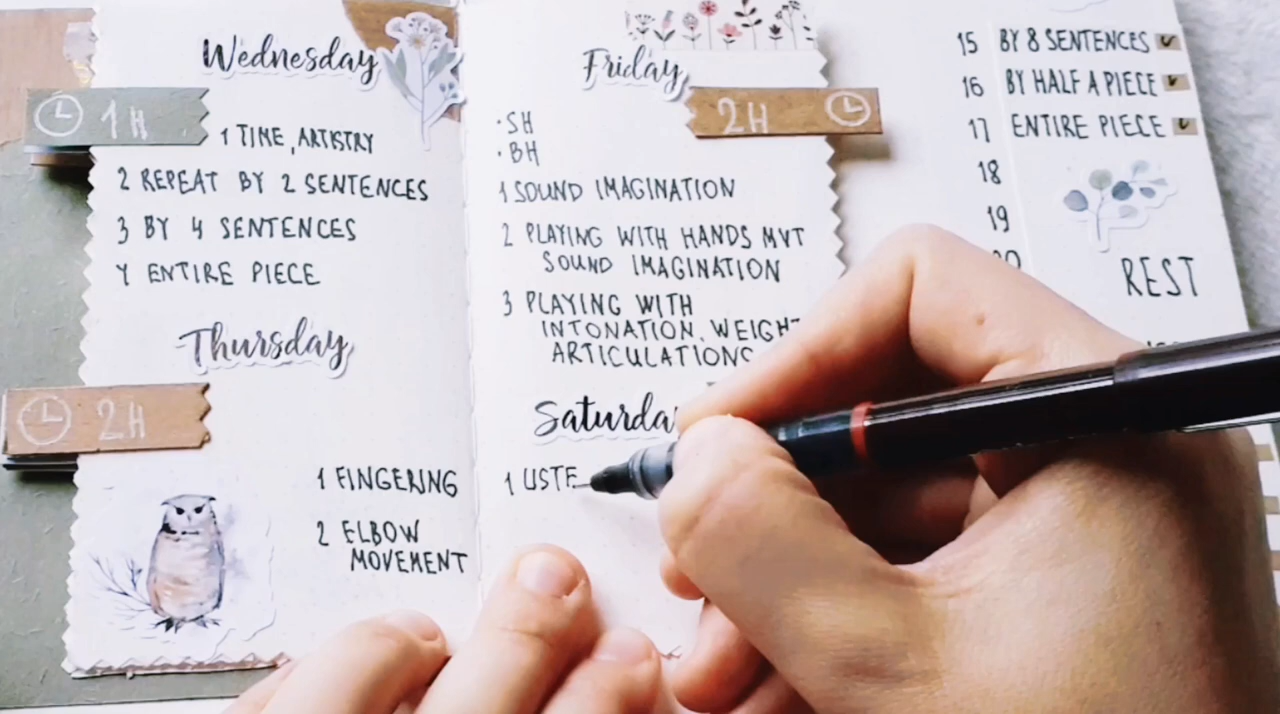 Wednesday
1H
1 TIME, ARTISTRY
2 REPEAT BY 2 SENTENCES
3 BY 4 SENTENCES
4 ENTIRE PIECE
Thursday
2H
1 FINGERING
2 ELBOW
MOVEMENT
Friday
2H
• SH
• BH
1 SOUND IMAGINATION
2 PLAYING WITH HANDS MVT
SOUND IMAGINATION
3 PLAYING WITH
INTONATION, WEIGHT
ARTICULATIONS
Saturda
1 LISTE
15 BY 8 SENTENCES
16 BY HALF A PIECE
17 ENTIRE PIECE
18
19
20
REST